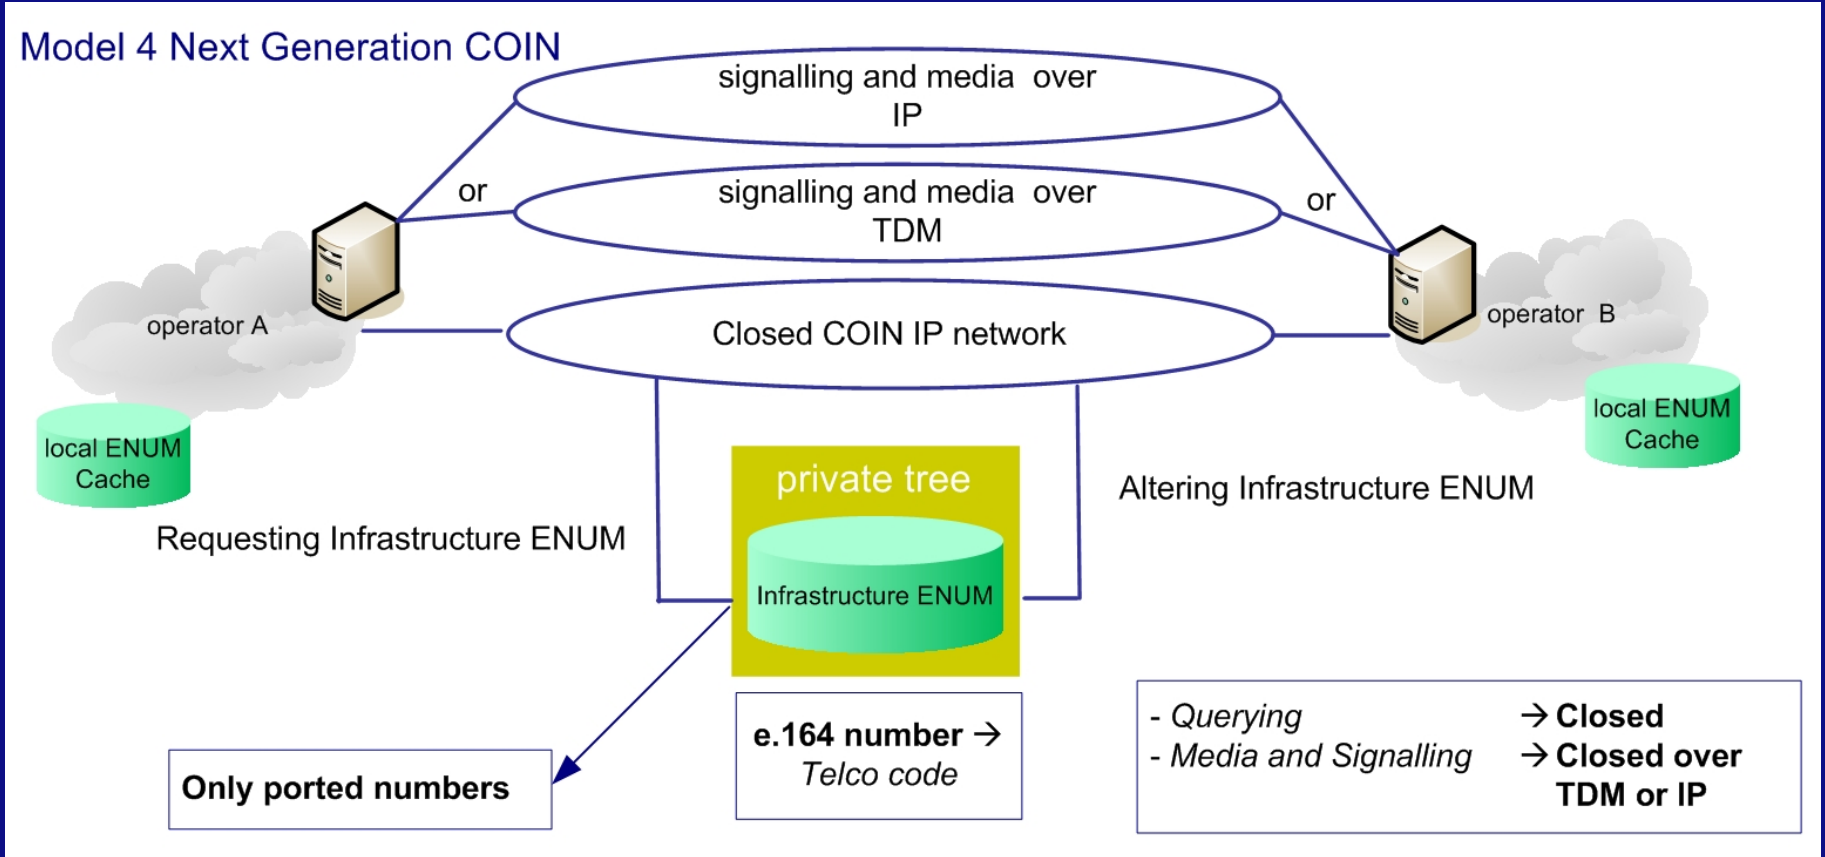 Model 4 Next Generation COIN
signalling and media over
IP
or
signalling and media over
TDM
or
operator A
Closed COIN IP network
operator B
local ENUM
Cache
local ENUM
Cache
private tree
Infrastructure ENUM
Requesting Infrastructure ENUM
Altering Infrastructure ENUM
Only ported numbers
e.164 number →
Telco code
- Querying → Closed
- Media and Signalling → Closed over
TDM or IP